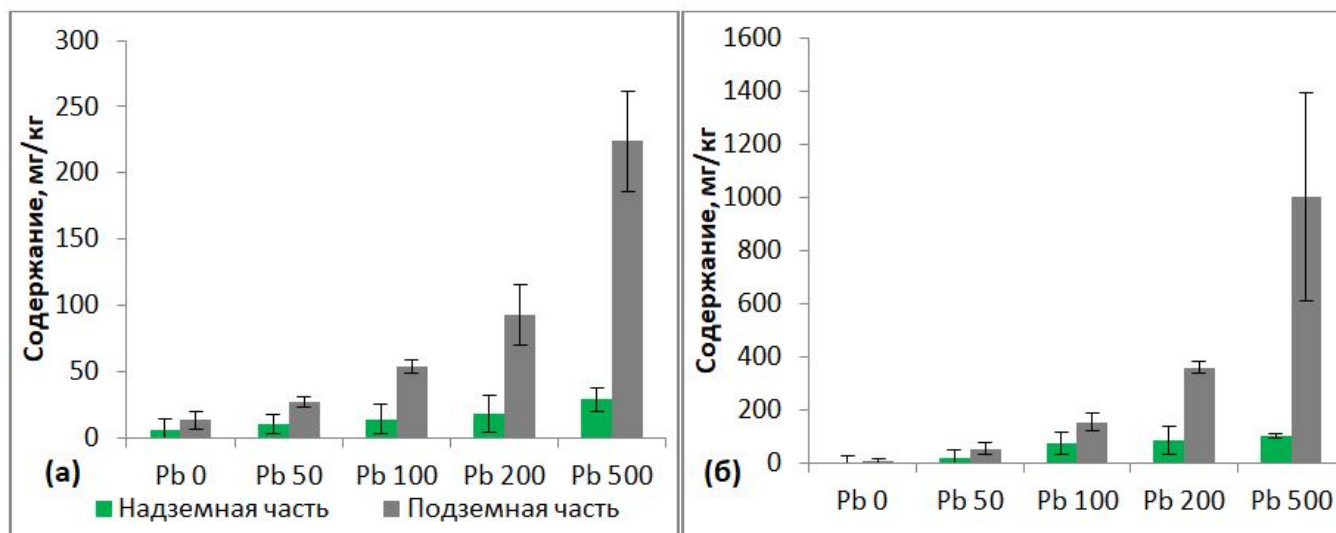 Содержание, мг/кг
300
250
200
150
100
50
0
Pb 0 Pb 50 Pb 100 Pb 200 Pb 500
(а)
Надземная часть Подземная часть
Содержание, мг/кг
1600
1400
1200
1000
800
600
400
200
0
Pb 0 Pb 50 Pb 100 Pb 200 Pb 500
(б)